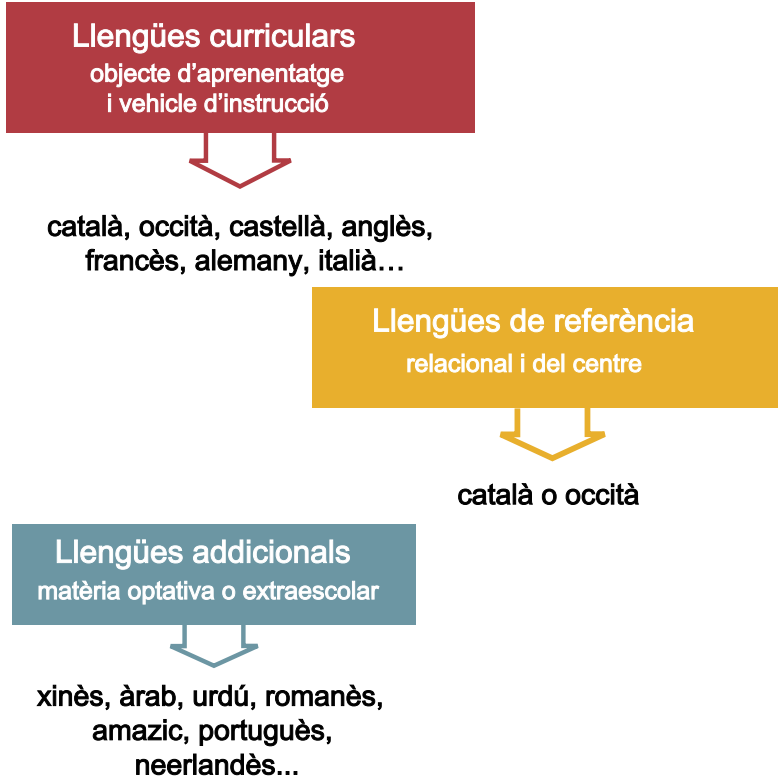 Llengües curriculars
objecte d’aprenentatge
i vehicle d’instrucció
català, occità, castellà, anglès,
francès, alemany, italià…
Llengües de referència
relacional i del centre
català o occità
Llengües addicionals
matèria optativa o extraescolar
xinès, àrab, urdú, romanès,
amazic, portuguès,
neerlandès...